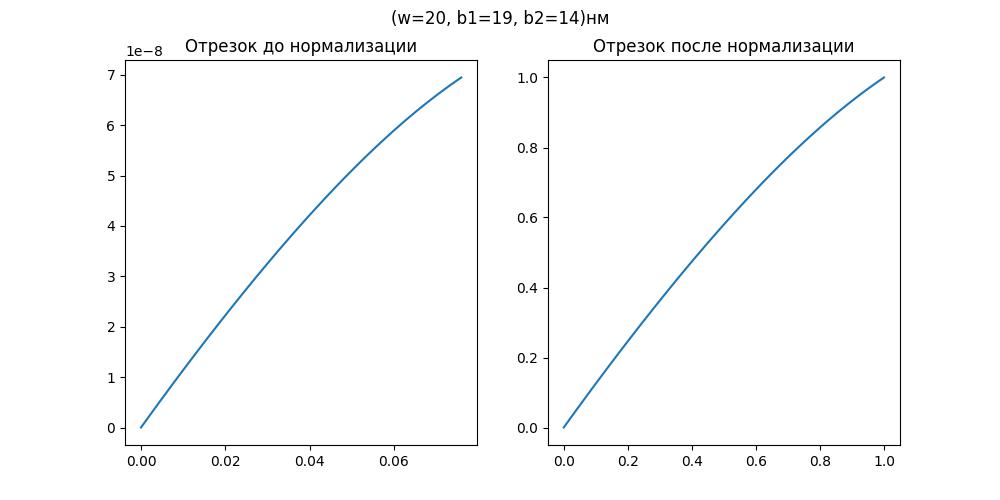 (w=20, b1=19, b2=14)нм
Отрезок до нормализации
1e−8
7
6
5
4
3
2
1
0
0.00 0.02 0.04 0.06
Отрезок после нормализации
1.0
0.8
0.6
0.4
0.2
0.0
0.0 0.2 0.4 0.6 0.8 1.0